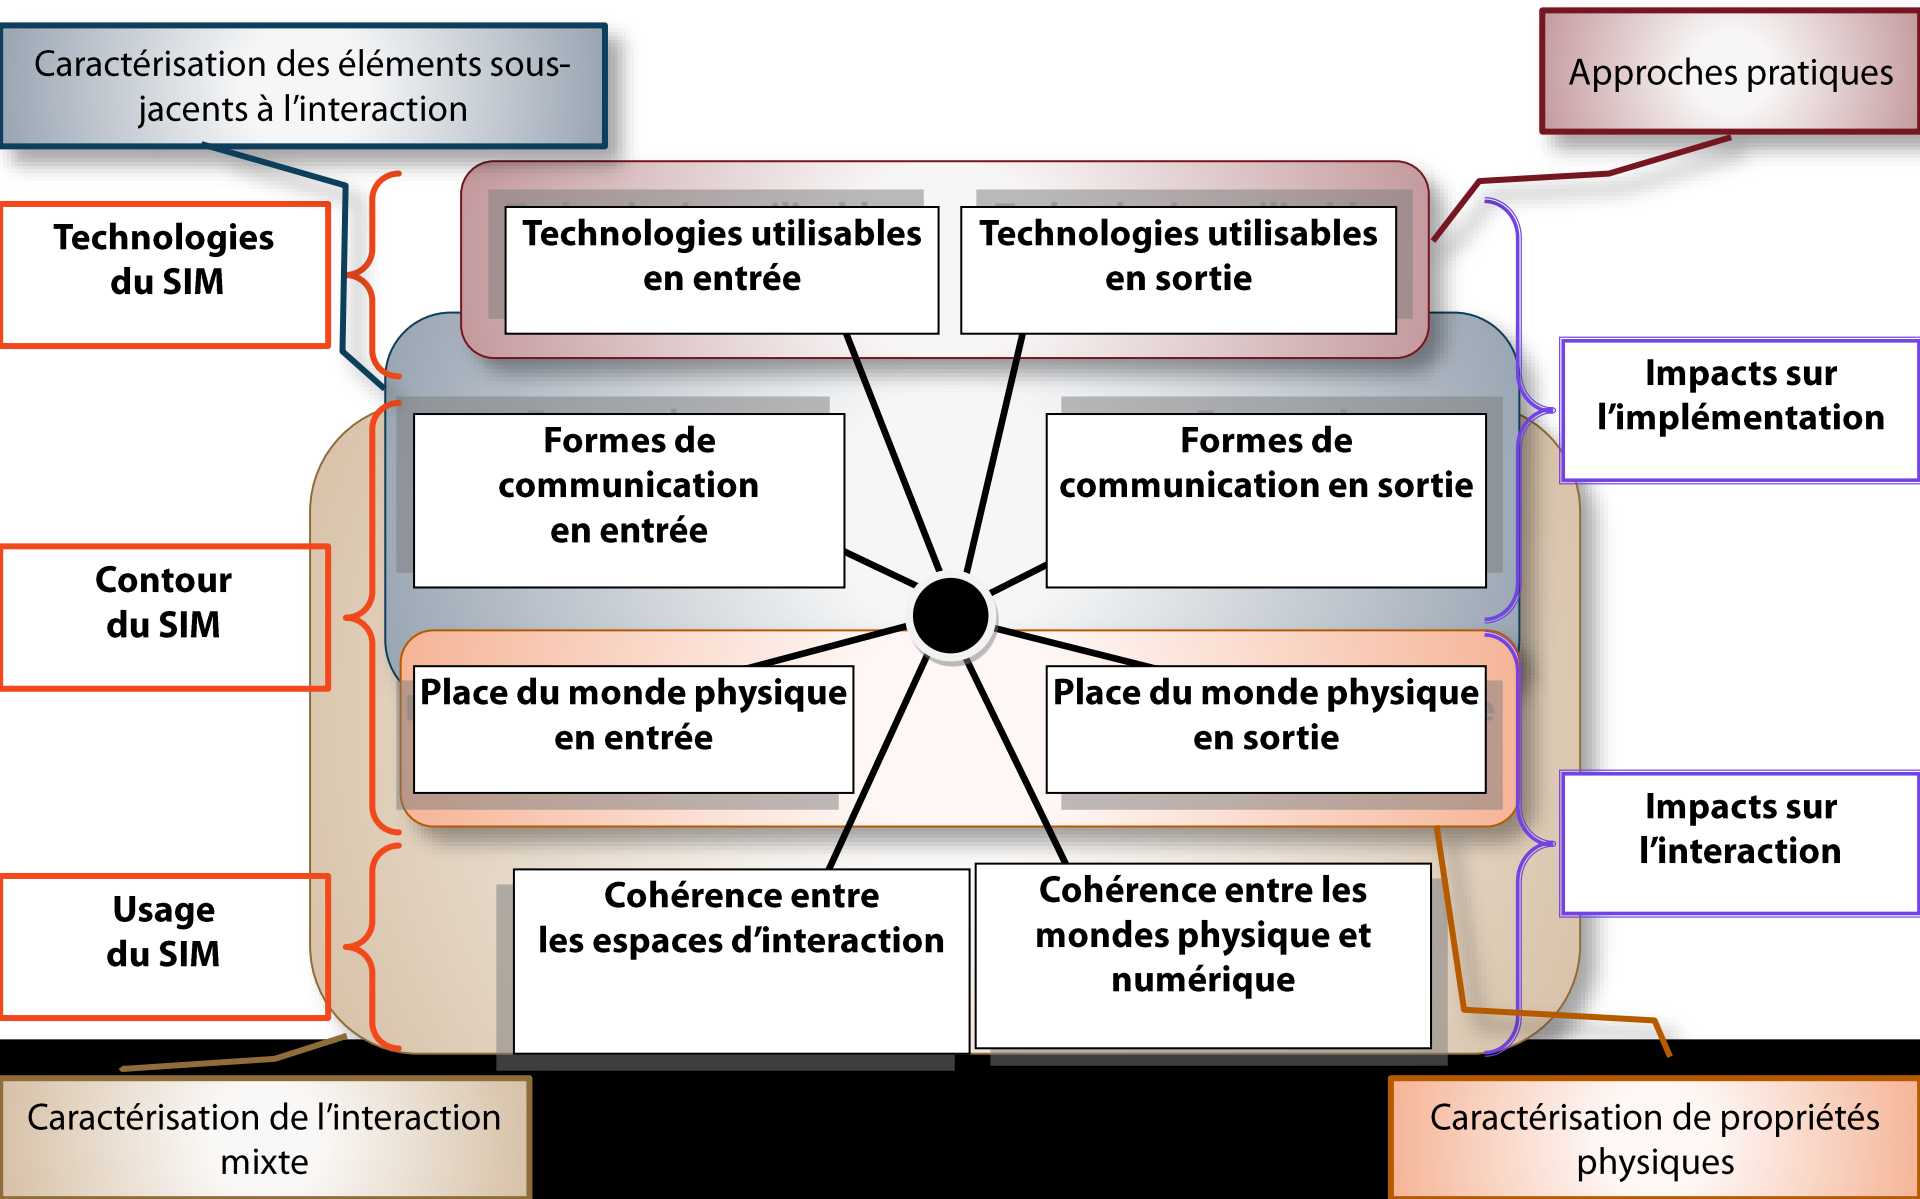 Caractérisation des éléments sous-
jacents à l'interaction
Approches pratiques
Technologies
du SIM
Technologies utilisables
en entrée
Technologies utilisables
en sortie
Impacts sur
l'implémentation
Formes de
communication
en entrée
Formes de
communication en sortie
Contour
du SIM
Place du monde physique
en entrée
Place du monde physique
en sortie
Impacts sur
l'interaction
Usage
du SIM
Cohérence entre
les espaces d'interaction
Cohérence entre les
mondes physique et
numérique
Caractérisation de l'interaction
mixte
Caractérisation de propriétés
physiques